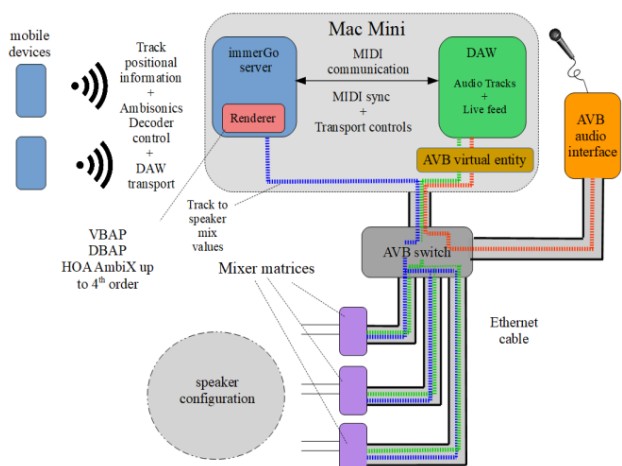 mobile
devices
Track
positional
information
+
Ambisonics
Decoder
control
+
DAW
transport
Mac Mini
immerGo
server
Renderer
MIDI
communication
MIDI sync
+
Transport controls
DAW
Audio Tracks
+
Live feed
AVB virtual entity
AVB
audio
interface
Track to
speaker
mix
values
VBAP
DBAP
HOA AmbiX up
to 4th order
AVB switch
Mixer matrices
Ethernet
cable
speaker
configuration